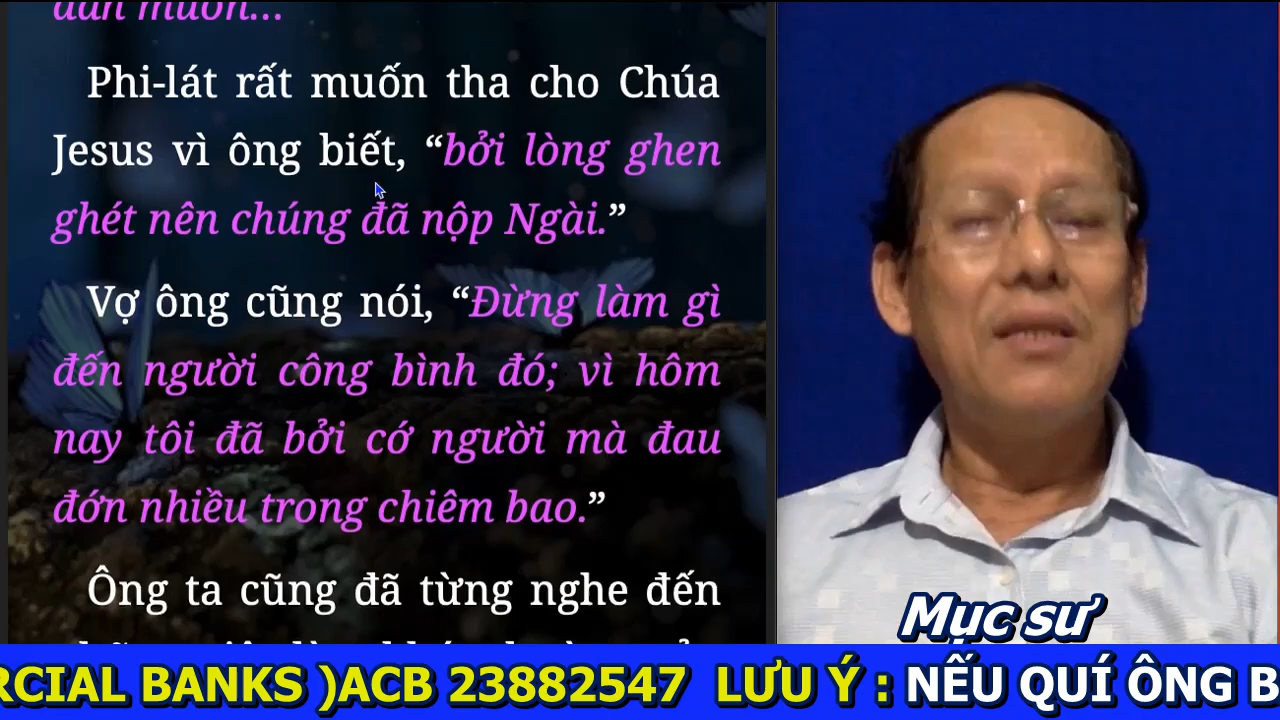 Phi-lát rất muốn tha cho Chúa
Jesus vì ông biết, “bởi lòng ghen
ghét nên chúng đã nộp Ngài.”
Vợ ông cũng nói, “Đừng làm gì
đến người công bình đó; vì hôm
nay tôi đã bởi cớ người mà đau
đớn nhiều trong chiêm bao.”
Ông ta cũng đã từng nghe đến
Mục sư
RCIAL BANKS )ACB 23882547 LƯU Ý : NẾU QUÍ ÔNG B